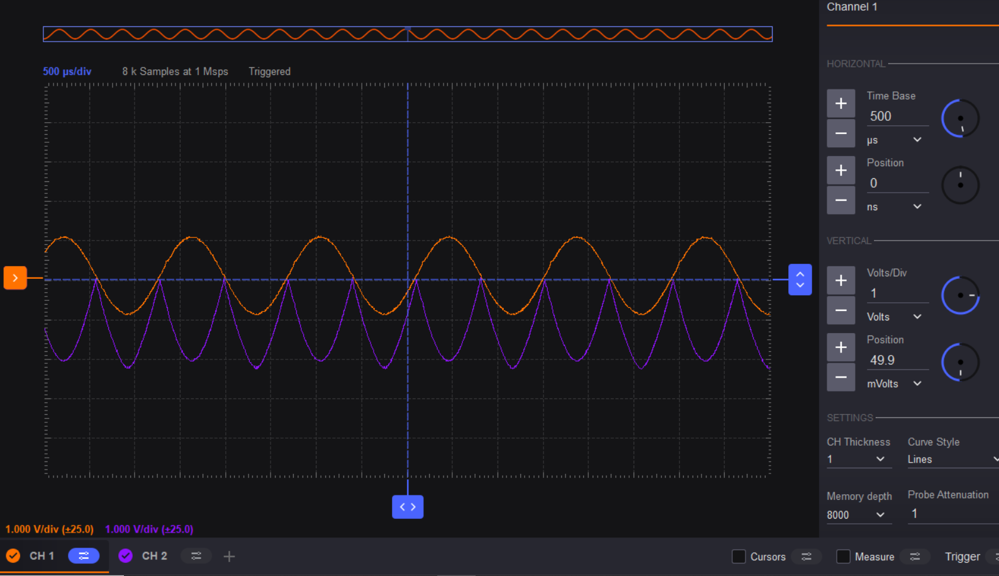 Channel 1
500 µs/div 8 k Samples at 1 Msps Triggered
HORIZONTAL
Time Base
500
µs
Position
0
ns
VERTICAL
Volts/Div
1
Volts
Position
49.9
mVolts
SETTINGS
CH Thickness Curve Style
1 Lines
Memory depth Probe Attenuation
8000 1
1.000 V/div (±25.0) 1.000 V/div (±25.0)
CH 1 CH 2 Cursors Measure Trigger